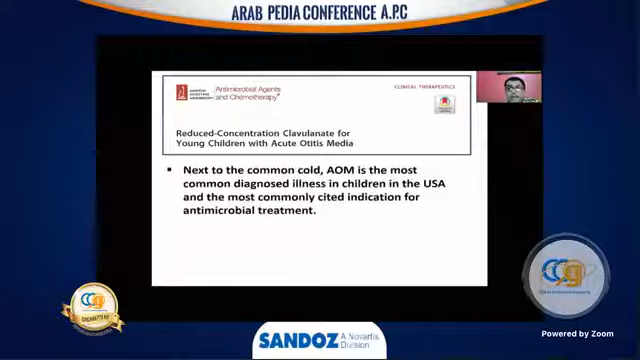 ARAB PEDIA CONFERENCE A.P.C
Antimicrobial Agents
and Chemotherapy®
CLINICAL THERAPEUTICS
Reduced-Concentration Clavulanate for
Young Children with Acute Otitis Media
▪ Next to the common cold, AOM is the most
common diagnosed illness in children in the USA
and the most commonly cited indication for
antimicrobial treatment.
ORGANIZED BY
SANDOZ A Novartis
Division
Powered by Zoom